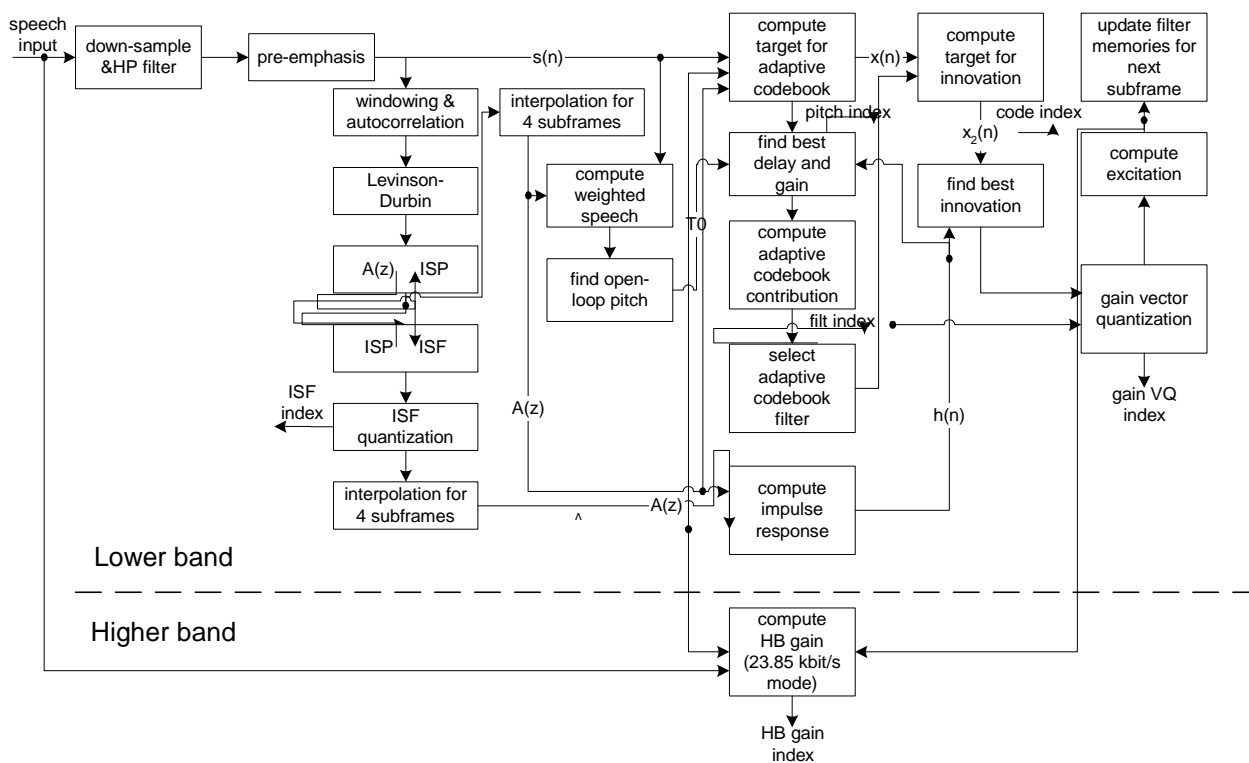 speech
input
down-sample
&HP filter
pre-emphasis
s(n)
windowing &
autocorrelation
Levinson-
Durbin
A(z)
ISP
ISP
ISF
ISF
index
ISF
quantization
interpolation for
4 subframes
interpolation for
4 subframes
compute
weighted
speech
find open-
loop pitch
A(z)
T0
A(z)
^
compute
target for
adaptive
codebook
x(n)
pitch index
find best
delay and
gain
compute
adaptive
codebook
contribution
filt index
select
adaptive
codebook
filter
compute
impulse
response
compute
target for
innovation
x2(n)
code index
find best
innovation
h(n)
update filter
memories for
next
subframe
compute
excitation
gain vector
quantization
gain VQ
index
Lower band
Higher band
compute
HB gain
(23.85 kbit/s
mode)
HB gain
index